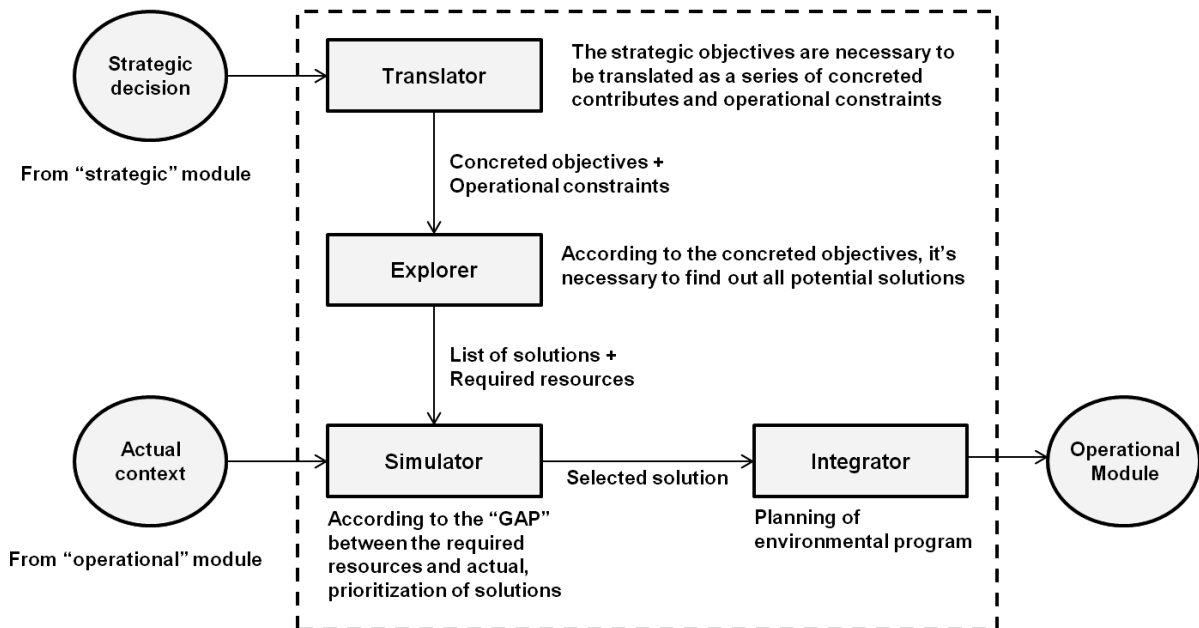 Strategic
decision
From “strategic” module
Translator
The strategic objectives are necessary to
be translated as a series of concreted
contributes and operational constraints
Concreted objectives +
Operational constraints
Explorer
According to the concreted objectives, it’s
necessary to find out all potential solutions
List of solutions +
Required resources
Actual
context
From “operational” module
Simulator
According to the “GAP”
between the required
resources and actual,
prioritization of solutions
Selected solution
Integrator
Planning of
environmental program
Operational
Module